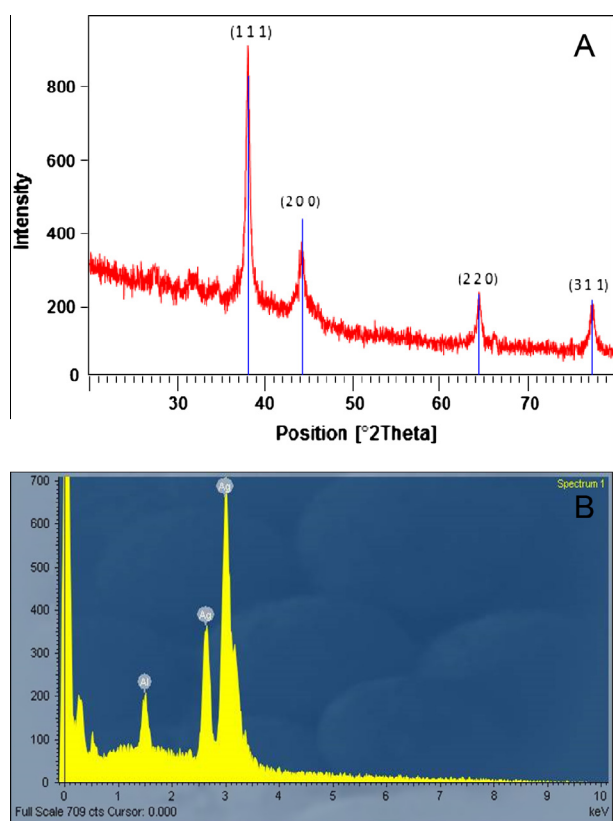 A
(1 1 1)
(2 0 0)
(2 2 0)
(3 1 1)
Intensity
800
600
400
200
0
30 40 50 60 70
Position [°2Theta]
B
Spectrum 1
700
600
500
400
300
200
100
0
Ag
Ag
Al
0 1 2 3 4 5 6 7 8 9 10
Full Scale 709 cts Cursor: 0.000 keV